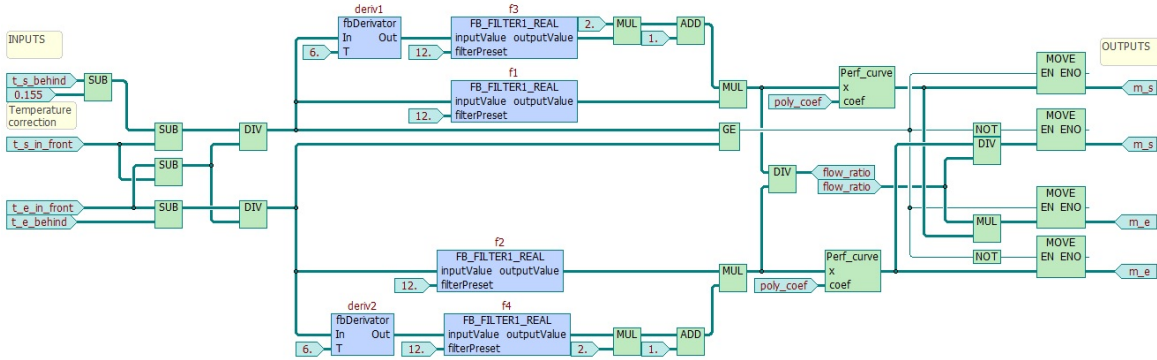 deriv1
f3
fbDerivator
FB_FILTER1_REAL
2.
MUL
ADD
In Out
inputValue outputValue
1.
6.
T
12.
filterPreset
INPUTS
OUTPUTS
f1
FB_FILTER1_REAL
inputValue outputValue
12.
filterPreset
MUL
Perf_curve
x
poly_coef
coef
MOVE
EN ENO
m_s
t_s_behind
SUB
0.155
Temperature
correction
SUB
DIV
GE
t_s_in_front
SUB
NOT
DIV
MOVE
EN ENO
m_s
DIV
flow_ratio
flow_ratio
t_e_in_front
SUB
DIV
t_e_behind
MUL
MOVE
EN ENO
m_e
f2
FB_FILTER1_REAL
inputValue outputValue
12.
filterPreset
MUL
Perf_curve
x
poly_coef
coef
NOT
MOVE
EN ENO
m_e
deriv2
f4
fbDerivator
FB_FILTER1_REAL
MUL
ADD
In Out
inputValue outputValue
6.
T
12.
filterPreset
2.
1.